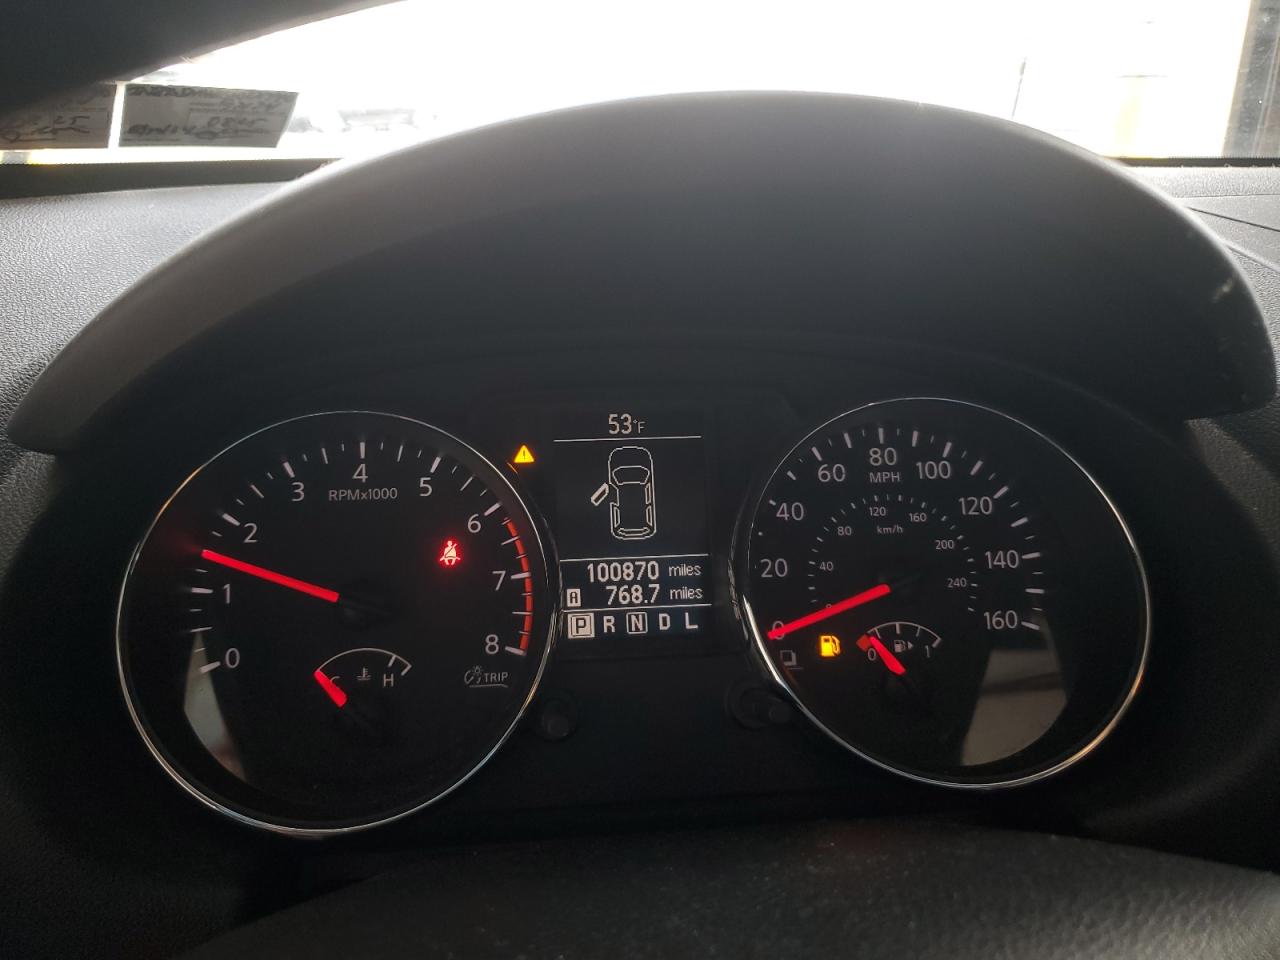 0825
53°F
100870 miles
A 768.7 miles
P R N D L
0 1 2 3 4 5 6 7 8
RPMx1000
C H
TRIP
0 20 40 60 80 100 120 140 160
MPH
40 80 120 160 200 240
km/h
0 1